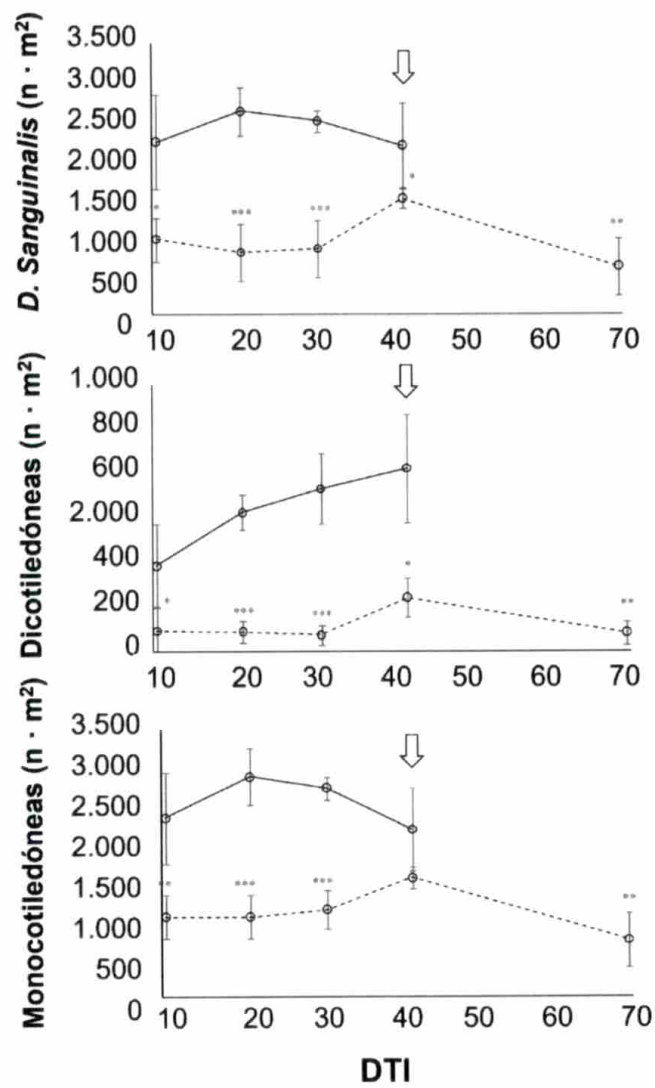 D. Sanguinalis (n · m²)
3.500
3.000
2.500
2.000
1.500
1.000
500
0
* *** *** * **
10 20 30 40 50 60 70
Dicotiledóneas (n · m²)
1.000
800
600
2.000
400
200
0
* *** *** * **
10 20 30 40 50 60 70
Monocotiledóneas (n · m²)
3.500
3.000
2.500
2.000
1.500
1.000
500
0
** *** *** **
10 20 30 40 50 60 70
DTI